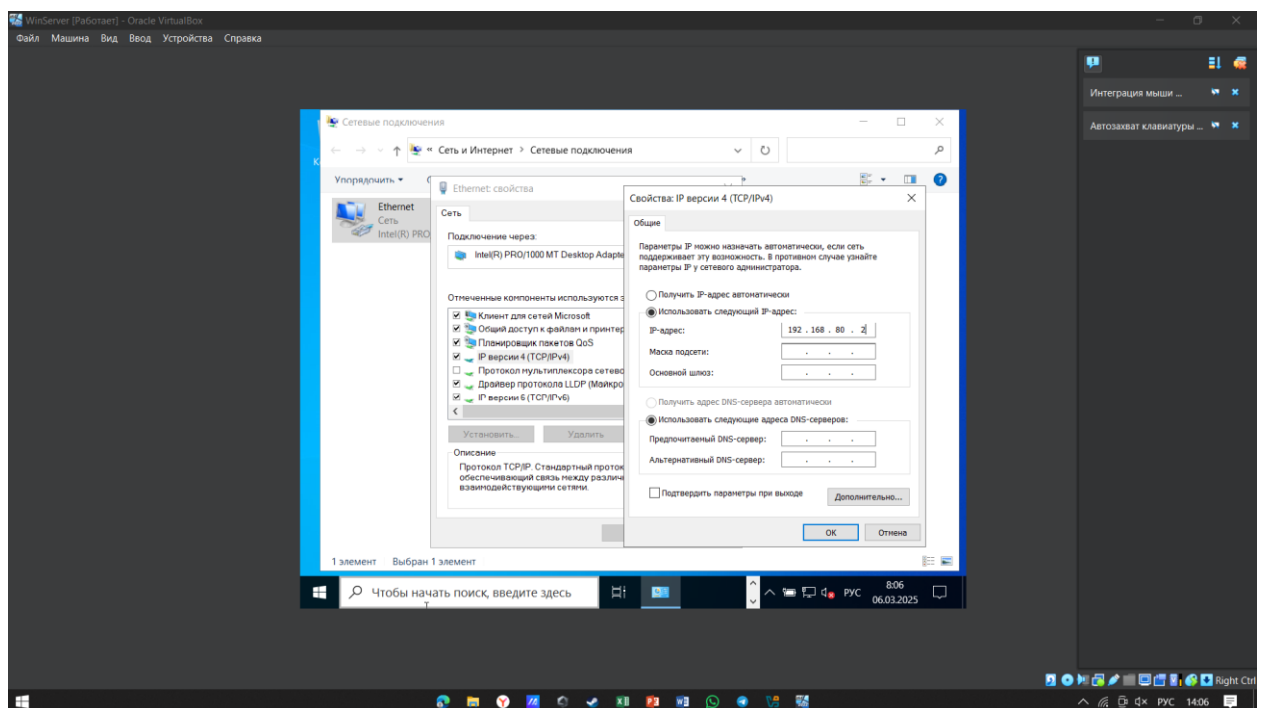 WinServer [Работает] - Oracle VirtualBox
Файл Машина Вид Ввод Устройства Справка
Интеграция мыши ...
Автозахват клавиатуры ...
Сетевые подключения
« Сеть и Интернет > Сетевые подключения
Упорядочить
Ethernet
Сеть
Intel(R) PRO
Ethernet: свойства
Сеть
Подключение через:
Intel(R) PRO/1000 MT Desktop Adapte
Отмеченные компоненты используются э
Клиент для сетей Microsoft
Общий доступ к файлам и принтер
Планировщик пакетов QoS
IP версии 4 (TCP/IPv4)
Протокол мультиплексора сетево
Драйвер протокола LLDP (Майкро
IP версии 6 (TCP/IPv6)
Установить...
Удалить
Описание
Протокол TCP/IP. Стандартный проток
обеспечивающий связь между различ
взаимодействующими сетями.
Свойства: IP версии 4 (TCP/IPv4)
Общие
Параметры IP можно назначать автоматически, если сеть
поддерживает эту возможность. В противном случае узнайте
параметры IP у сетевого администратора.
Получить IP-адрес автоматически
Использовать следующий IP-адрес:
IP-адрес: 192 . 168 . 80 . 2
Маска подсети: . . .
Основной шлюз: . . .
Получить адрес DNS-сервера автоматически
Использовать следующие адреса DNS-серверов:
Предпочитаемый DNS-сервер: . . .
Альтернативный DNS-сервер: . . .
Подтвердить параметры при выходе
Дополнительно...
ОК
Отмена
1 элемент Выбран 1 элемент
Чтобы начать поиск, введите здесь
РУС
8:06
06.03.2025
Right Ctrl
РУС 14:06